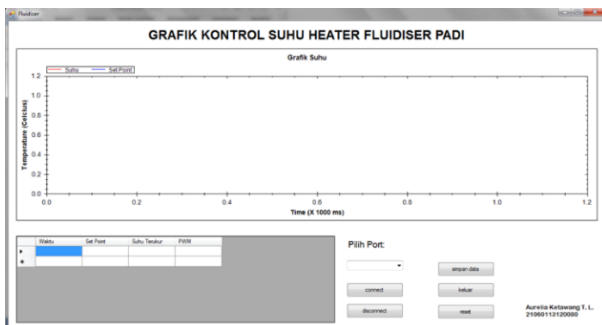 Fluidiser
GRAFIK KONTROL SUHU HEATER FLUIDISER PADI
Grafik Suhu
Suhu Set Point
Temperature (Celcius)
1.2
1.0
0.8
0.6
0.4
0.2
0.0
0.0 0.2 0.4 0.6 0.8 1.0 1.2
Time (X 1000 ms)
Waktu Set Point Suhu Terukur PWM
Pilih Port:
simpan data
connect keluar
disconnect reset
Aurelia Ketawang T. L.
21060113120080